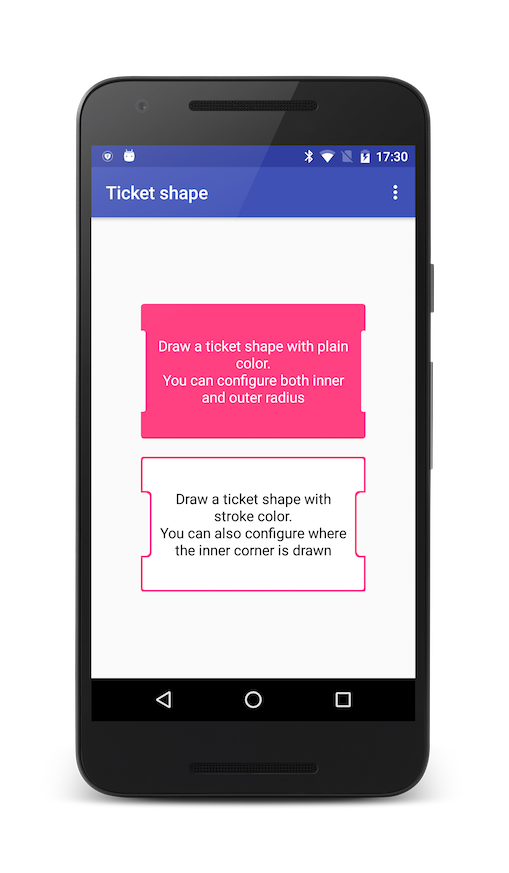 17:30
Ticket shape
Draw a ticket shape with plain
color.
You can configure both inner
and outer radius
Draw a ticket shape with
stroke color.
You can also configure where
the inner corner is drawn